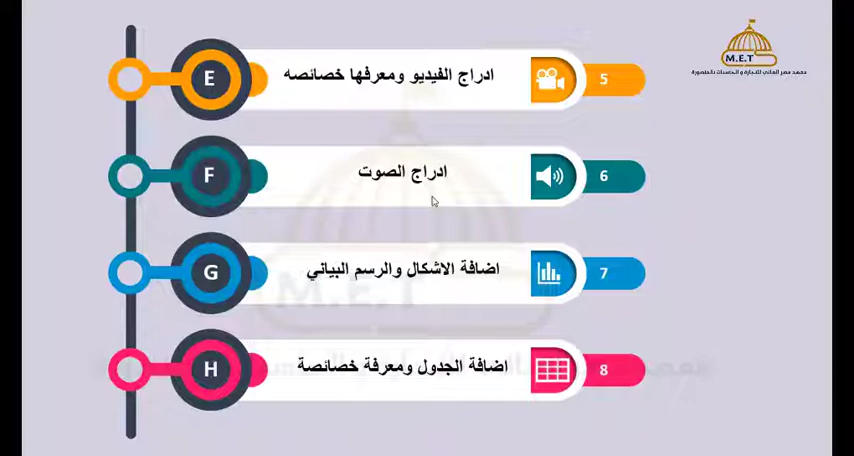 M.E.T
معهد مصر العالي للتجارة و الحاسبات بالمنصورة
E
ادراج الفيديو ومعرفها خصائصه
5
F
ادراج الصوت
6
G
اضافة الاشكال والرسم البياني
7
H
اضافة الجدول ومعرفة خصائصة
8
M.E.T